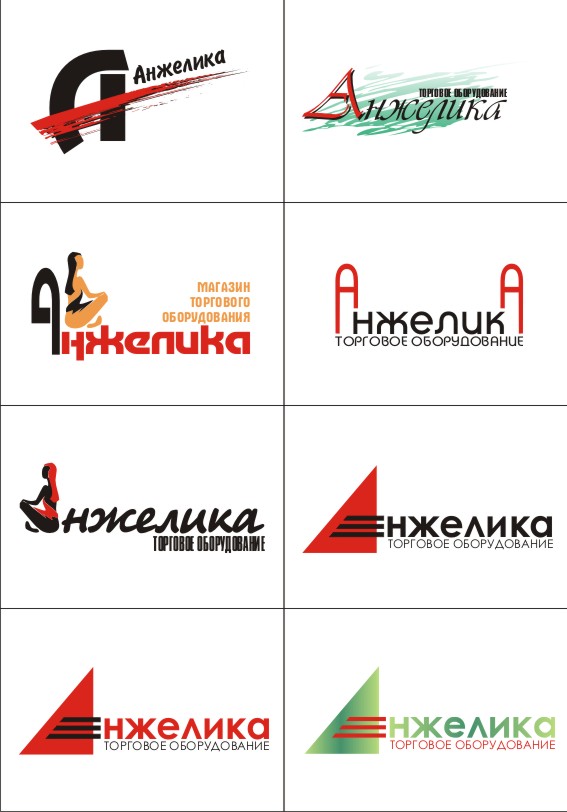 Анжелика
ТОРГОВОЕ ОБОРУДОВАНИЕ
Анжелика
МАГАЗИН
ТОРГОВОГО
ОБОРУДОВАНИЯ
Анжелика
АнжеликА
ТОРГОВОЕ ОБОРУДОВАНИЕ
Анжелика
ТОРГОВОЕ ОБОРУДОВАНИЕ
Анжелика
ТОРГОВОЕ ОБОРУДОВАНИЕ
Анжелика
ТОРГОВОЕ ОБОРУДОВАНИЕ
Анжелика
ТОРГОВОЕ ОБОРУДОВАНИЕ